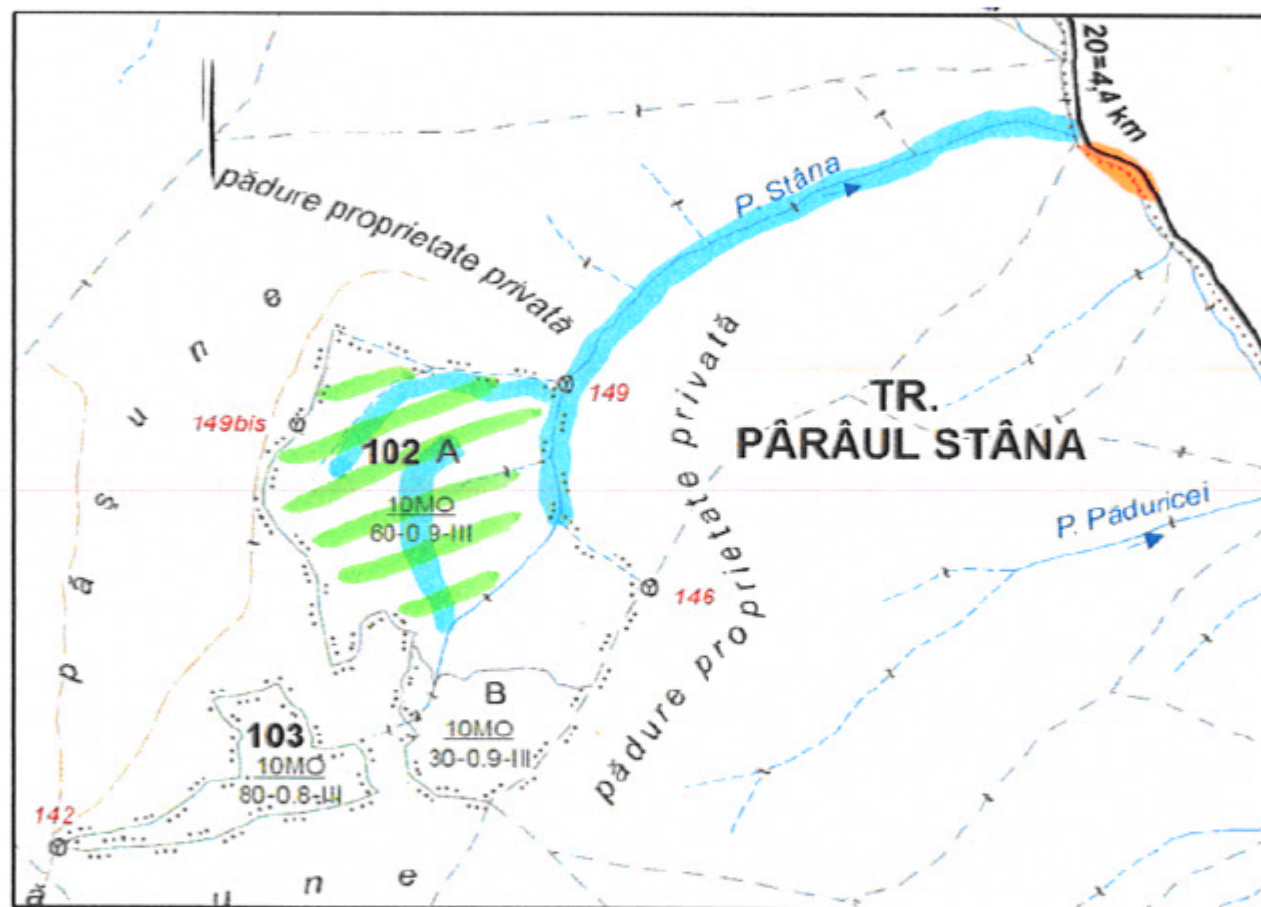 20=4,4 km
pădure proprietate privată
P. Stâna
pășune
149
149bis
102 A
10MO
60-0.9-III
pădure proprietate privată
TR.
PÂRÂUL STÂNA
P. Păduricei
146
B
10MO
30-0.9-III
103
10MO
80-0.8-III
142
ă u n e